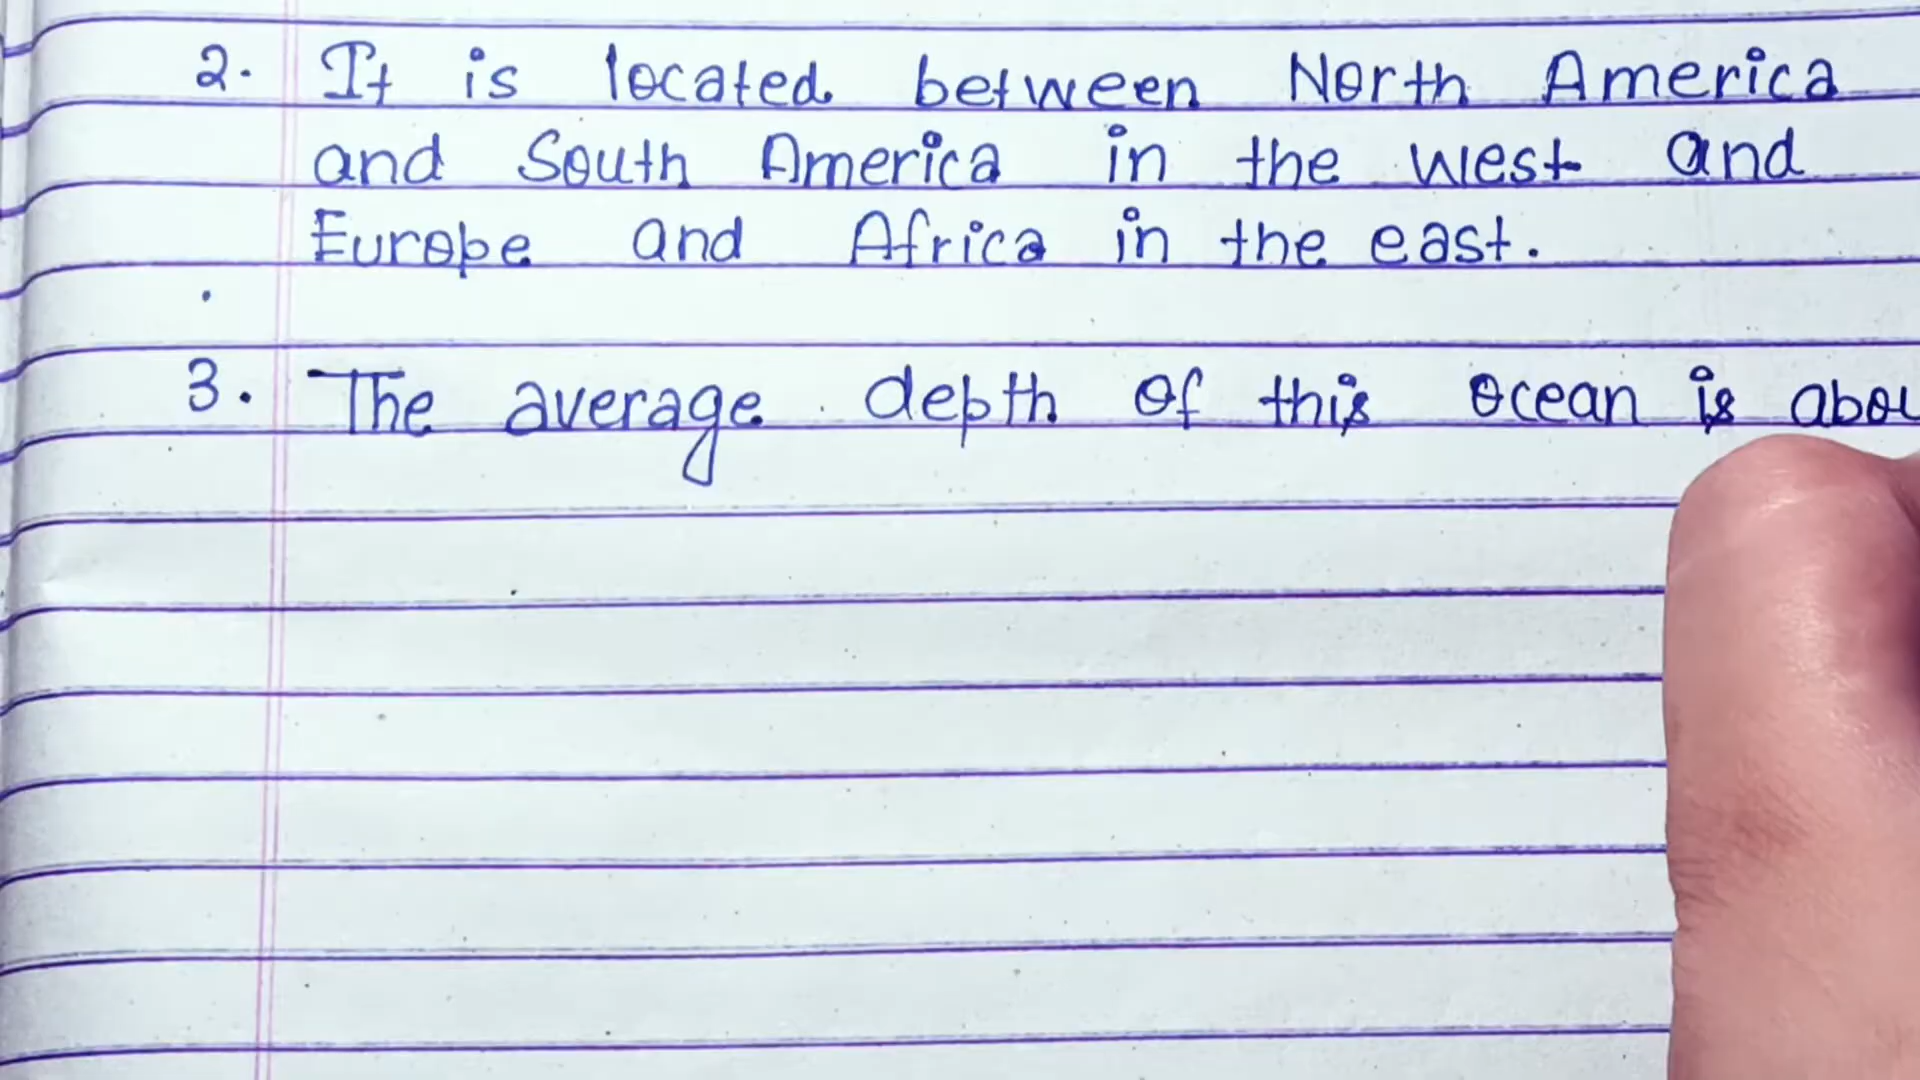 2. It is located between North America
and South America in the west and
Europe and Africa in the east.
3. The average depth of this ocean is abou